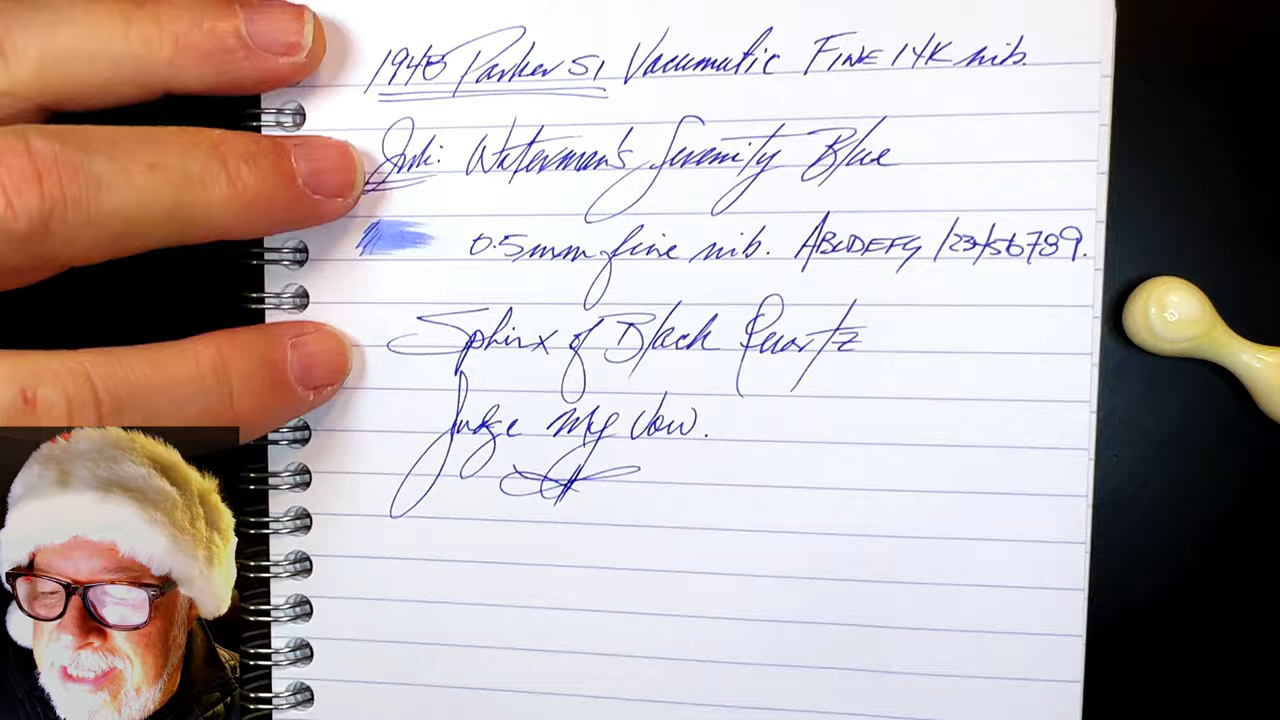 1948 Parker 51 Vacumatic FINE 14K nib.
Ink: Waterman's Serenity Blue
0.5mm fine nib. ABCDEFG 123456789.
Sphinx of Black Quartz
Judge My Vow.